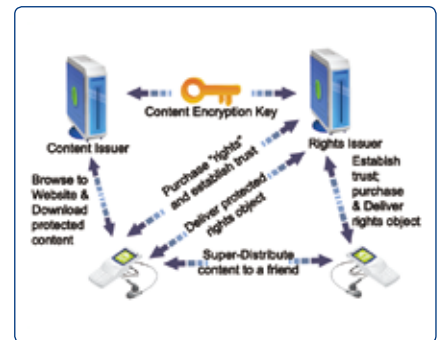 Content Encryption Key
Content Issuer
Rights Issuer
Purchase "rights"
and establish trust
Deliver protected
rights object
Browse to
Website &
Download
protected
content
Establish
trust;
purchase
& Deliver
rights object
Super-Distribute
content to a friend